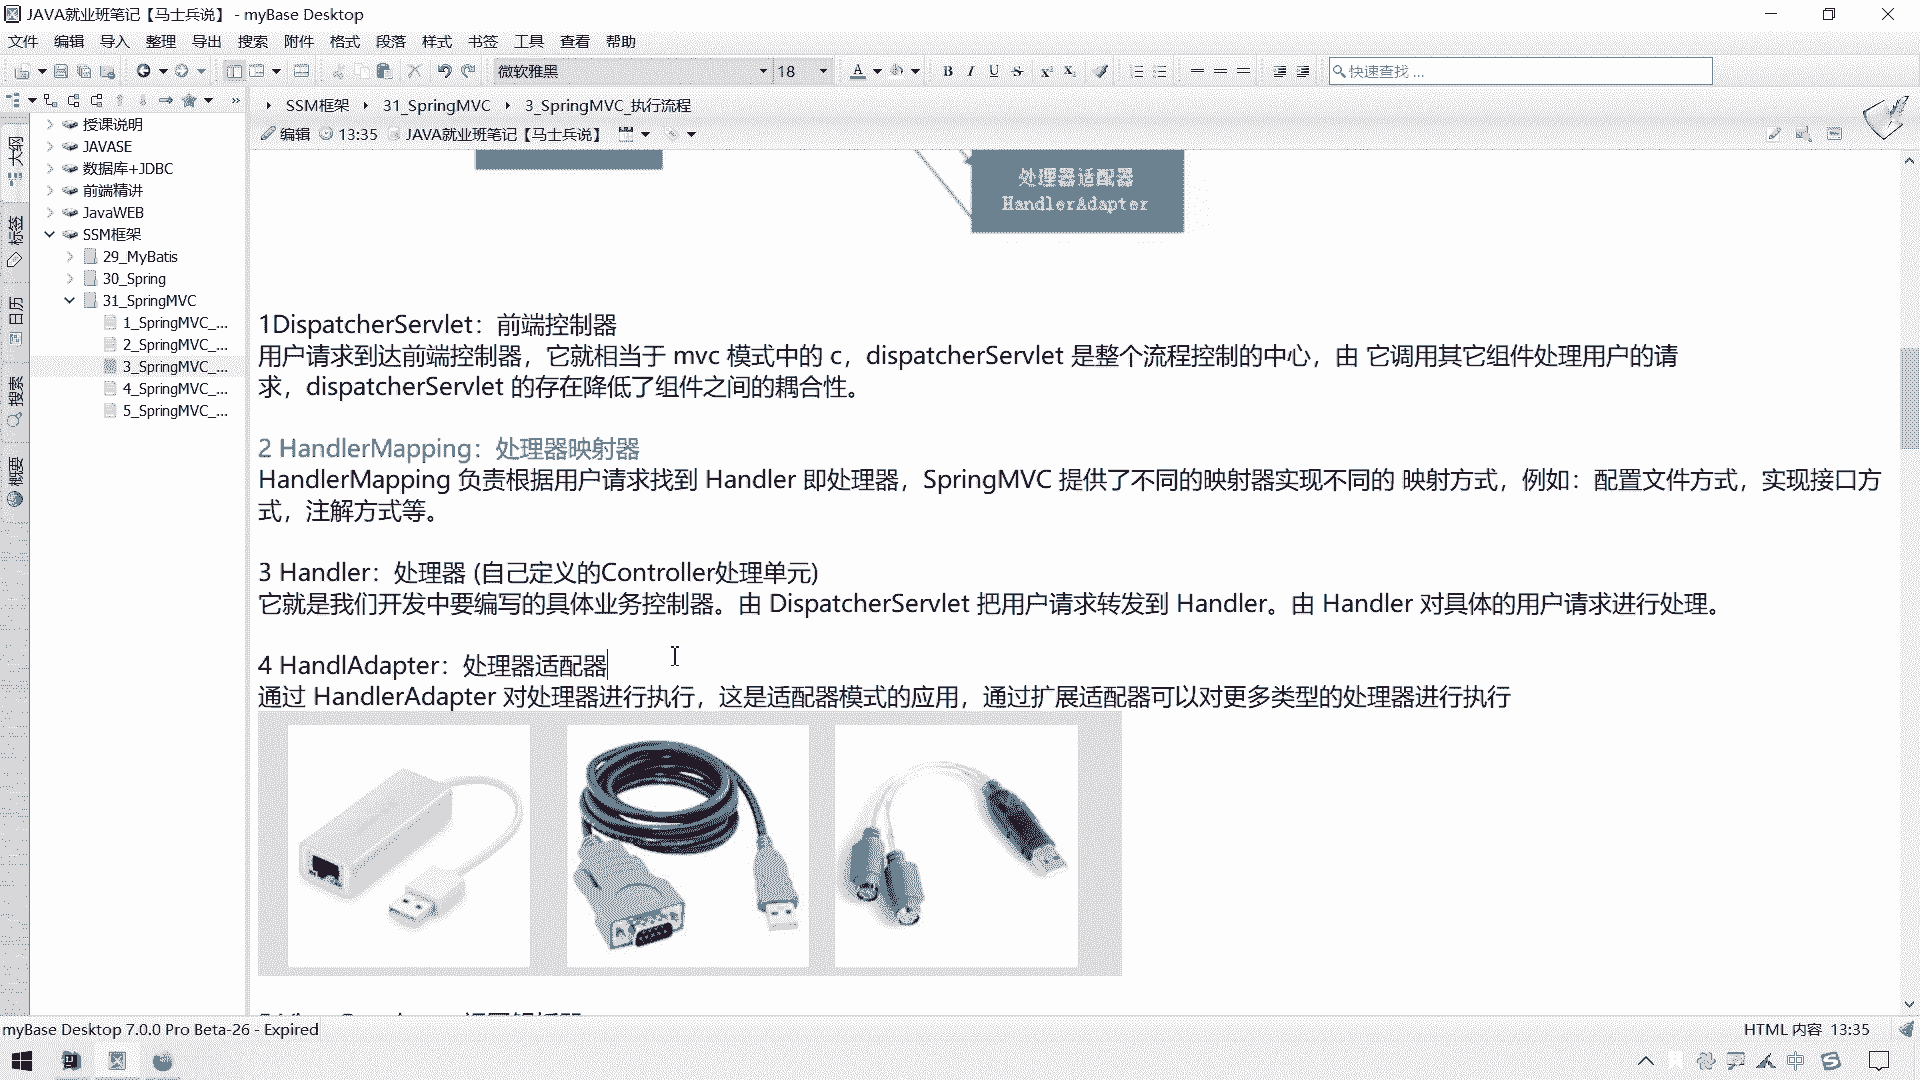 JAVA就业班笔记【马士兵说】 - myBase Desktop
文件 编辑 导入 整理 导出 搜索 附件 格式 段落 样式 书签 工具 查看 帮助
微软雅黑 18 A B I U S X² X₂ 快速查找 ...
SSM框架 31_SpringMVC 3_SpringMVC_执行流程
编辑 13:35 JAVA就业班笔记【马士兵说】
大纲
标签
日历
搜索
概要
授课说明
JAVASE
数据库+JDBC
前端精讲
JavaWEB
SSM框架
29_MyBatis
30_Spring
31_SpringMVC
1_SpringMVC_...
2_SpringMVC_...
3_SpringMVC_...
4_SpringMVC_...
5_SpringMVC_...
处理器适配器
HandlerAdapter
1DispatcherServlet：前端控制器
用户请求到达前端控制器，它就相当于 mvc 模式中的 c，dispatcherServlet 是整个流程控制的中心，由 它调用其它组件处理用户的请
求，dispatcherServlet 的存在降低了组件之间的耦合性。
2 HandlerMapping：处理器映射器
HandlerMapping 负责根据用户请求找到 Handler 即处理器，SpringMVC 提供了不同的映射器实现不同的 映射方式，例如：配置文件方式，实现接口方
式，注解方式等。
3 Handler：处理器 (自己定义的Controller处理单元)
它就是我们开发中要编写的具体业务控制器。由 DispatcherServlet 把用户请求转发到 Handler。由 Handler 对具体的用户请求进行处理。
4 HandlAdapter：处理器适配器
通过 HandlerAdapter 对处理器进行执行，这是适配器模式的应用，通过扩展适配器可以对更多类型的处理器进行执行
myBase Desktop 7.0.0 Pro Beta-26 - Expired
HTML 内容 13:35
中